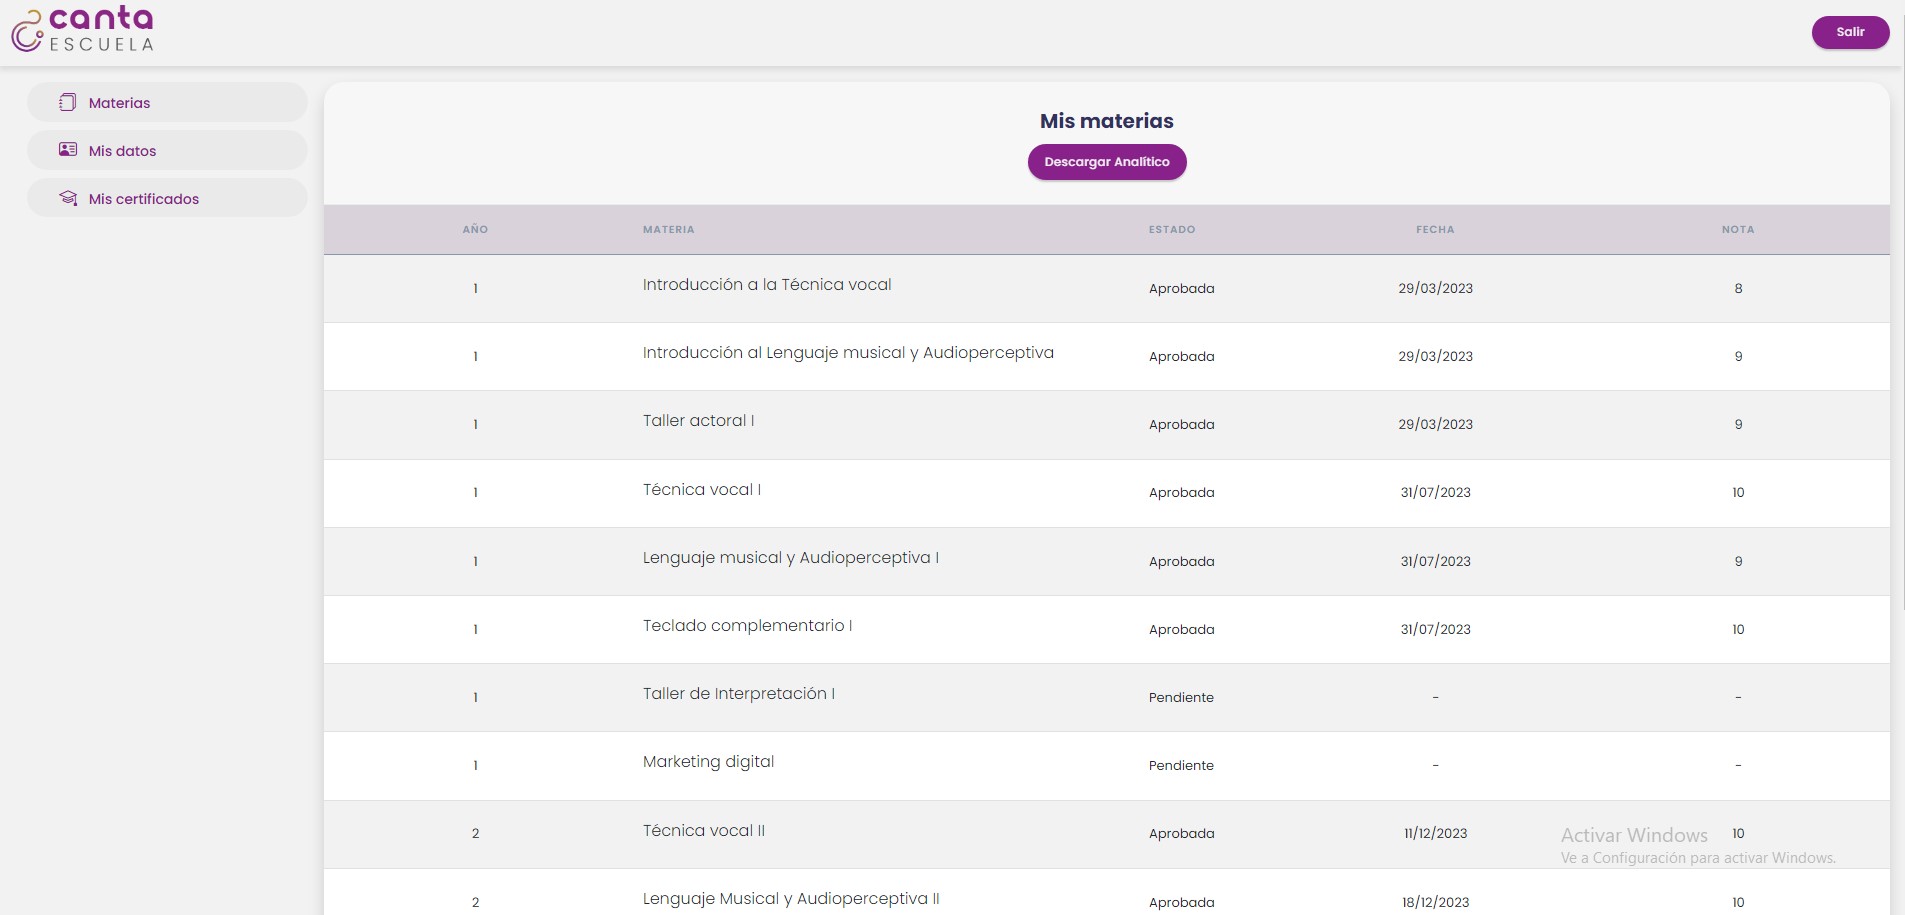 canta
ESCUELA
Salir
Materias
Mis datos
Mis certificados
Mis materias
Descargar Analítico
AÑO MATERIA ESTADO FECHA NOTA
1 Introducción a la Técnica vocal Aprobada 29/03/2023 8
1 Introducción al Lenguaje musical y Audioperceptiva Aprobada 29/03/2023 9
1 Taller actoral I Aprobada 29/03/2023 9
1 Técnica vocal I Aprobada 31/07/2023 10
1 Lenguaje musical y Audioperceptiva I Aprobada 31/07/2023 9
1 Teclado complementario I Aprobada 31/07/2023 10
1 Taller de Interpretación I Pendiente - -
1 Marketing digital Pendiente - -
2 Técnica vocal II Aprobada 11/12/2023 10
2 Lenguaje Musical y Audioperceptiva II Aprobada 18/12/2023 10
Activar Windows
Ve a Configuración para activar Windows.